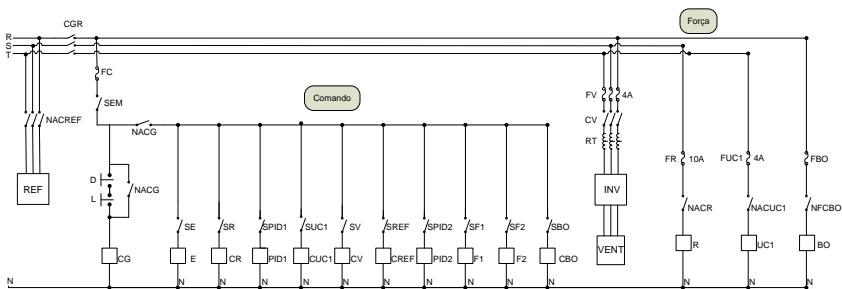 CGR
Força
R
S
T
FC
Comando
FV 4A
SEM
NACREF
NACG
CV
RT
D
NACG
L
FR 10A
FUC1 4A
FBO
REF
INV
NACR
NACUC1
NFCBO
SE
SR
SPID1
SUC1
SV
SREF
SPID2
SF1
SF2
SBO
VENT
R
UC1
BO
CG
E
CR
PID1
CUC1
CV
CREF
PID2
F1
F2
CBO
N
N
N
N
N
N
N
N
N
N
N
N
N
N